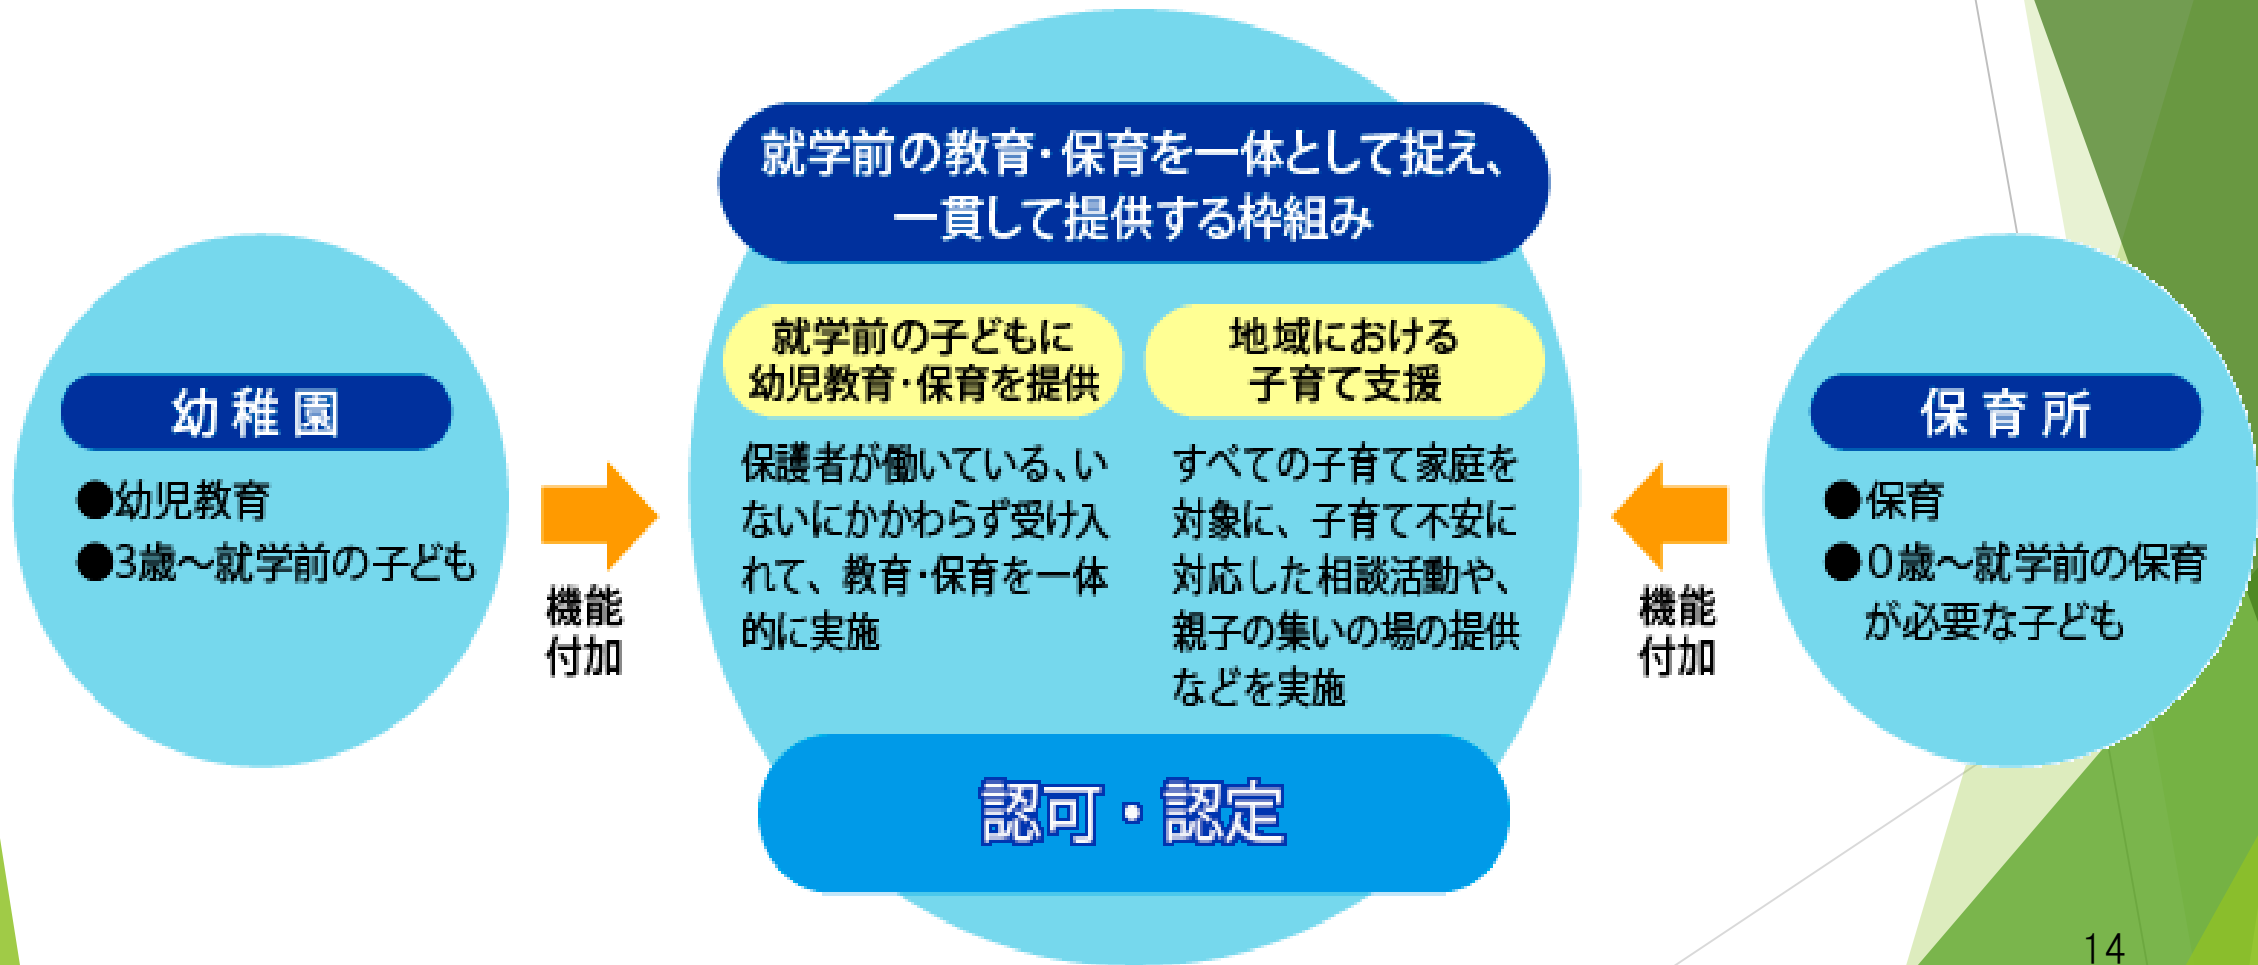 幼稚園
●幼児教育
●3歳～就学前の子ども
機能
付加
就学前の教育・保育を一体として捉え、
一貫して提供する枠組み
就学前の子どもに
幼児教育・保育を提供
保護者が働いている、い
ないにかかわらず受け入
れて、教育・保育を一体
的に実施
地域における
子育て支援
すべての子育て家庭を
対象に、子育て不安に
対応した相談活動や、
親子の集いの場の提供
などを実施
認可・認定
機能
付加
保育所
●保育
●０歳～就学前の保育
が必要な子ども
14